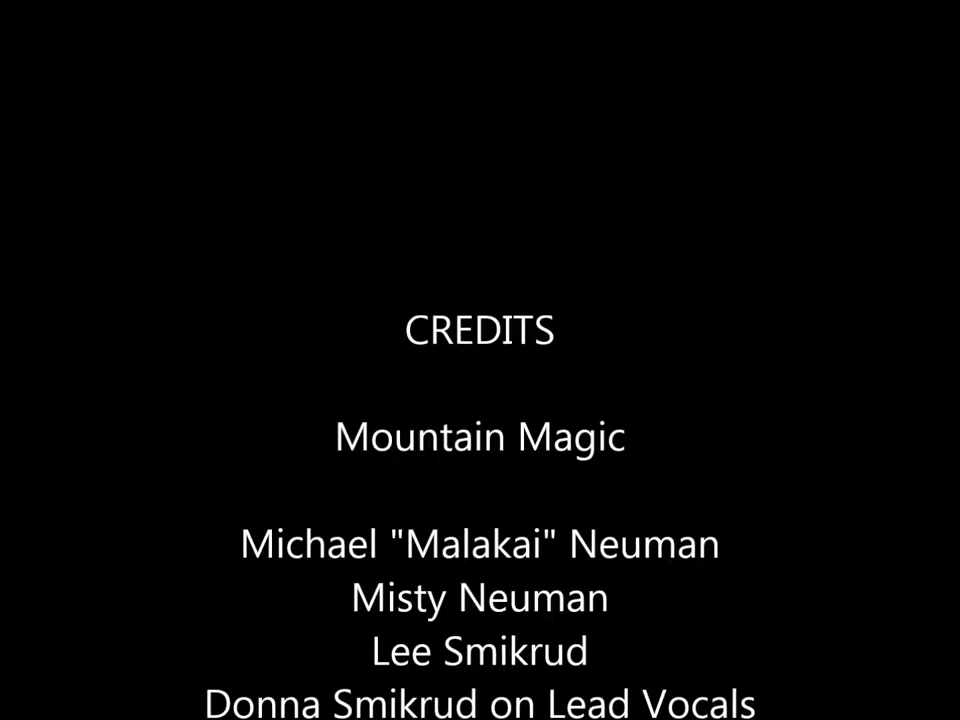 CREDITS
Mountain Magic
Michael "Malakai" Neuman
Misty Neuman
Lee Smikrud
Donna Smikrud on Lead Vocals